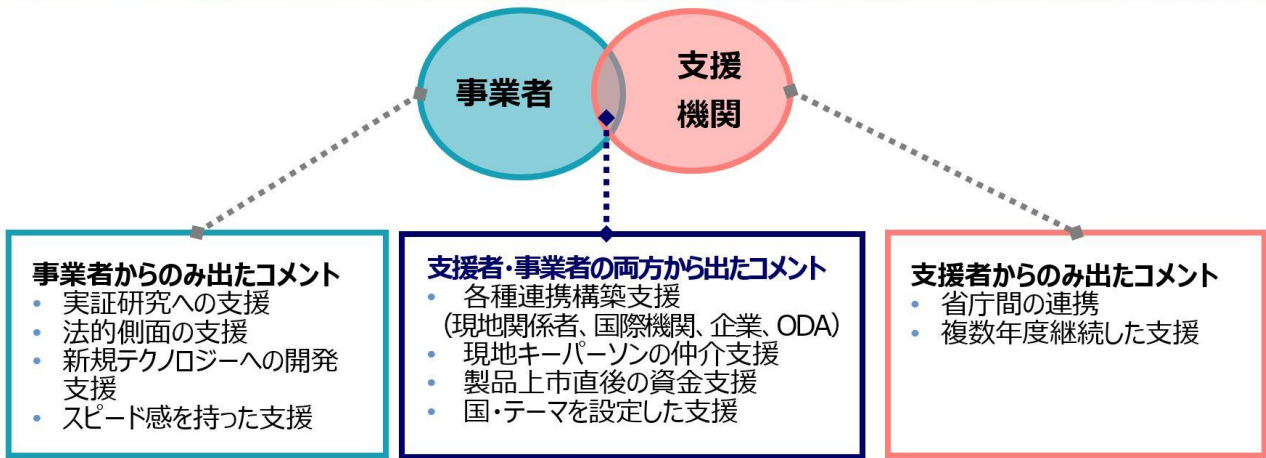 事業者
支援
機関
事業者からのみ出たコメント
• 実証研究への支援
• 法的側面の支援
• 新規テクノロジーへの開発
支援
• スピード感を持った支援
支援者・事業者の両方から出たコメント
• 各種連携構築支援
（現地関係者、国際機関、企業、ODA）
• 現地キーパーソンの仲介支援
• 製品上市直後の資金支援
• 国・テーマを設定した支援
支援者からのみ出たコメント
• 省庁間の連携
• 複数年度継続した支援